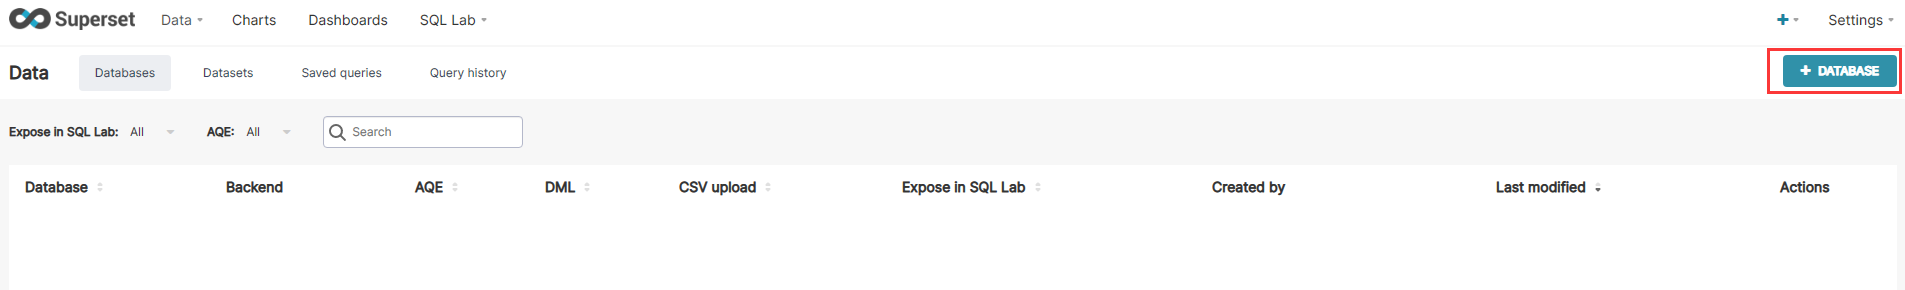 Superset Data Charts Dashboards SQL Lab + Settings
Data Databases Datasets Saved queries Query history + DATABASE
Expose in SQL Lab: All AQE: All Search
Database Backend AQE DML CSV upload Expose in SQL Lab Created by Last modified Actions